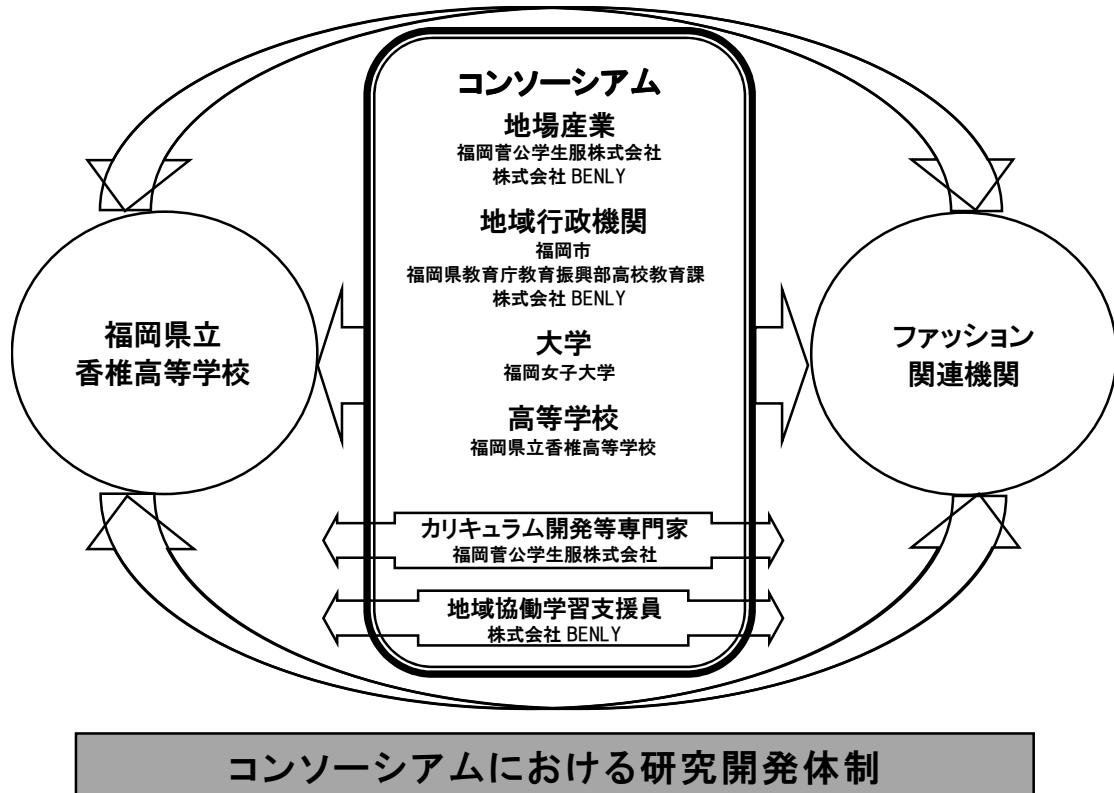 コンソーシアム
地場産業
福岡菅公学生服株式会社
株式会社 BENLY
地域行政機関
福岡市
福岡県教育庁教育振興部高校教育課
株式会社 BENLY
大学
福岡女子大学
高等学校
福岡県立香椎高等学校
福岡県立
香椎高等学校
ファッション
関連機関
カリキュラム開発等専門家
福岡菅公学生服株式会社
地域協働学習支援員
株式会社 BENLY
コンソーシアムにおける研究開発体制